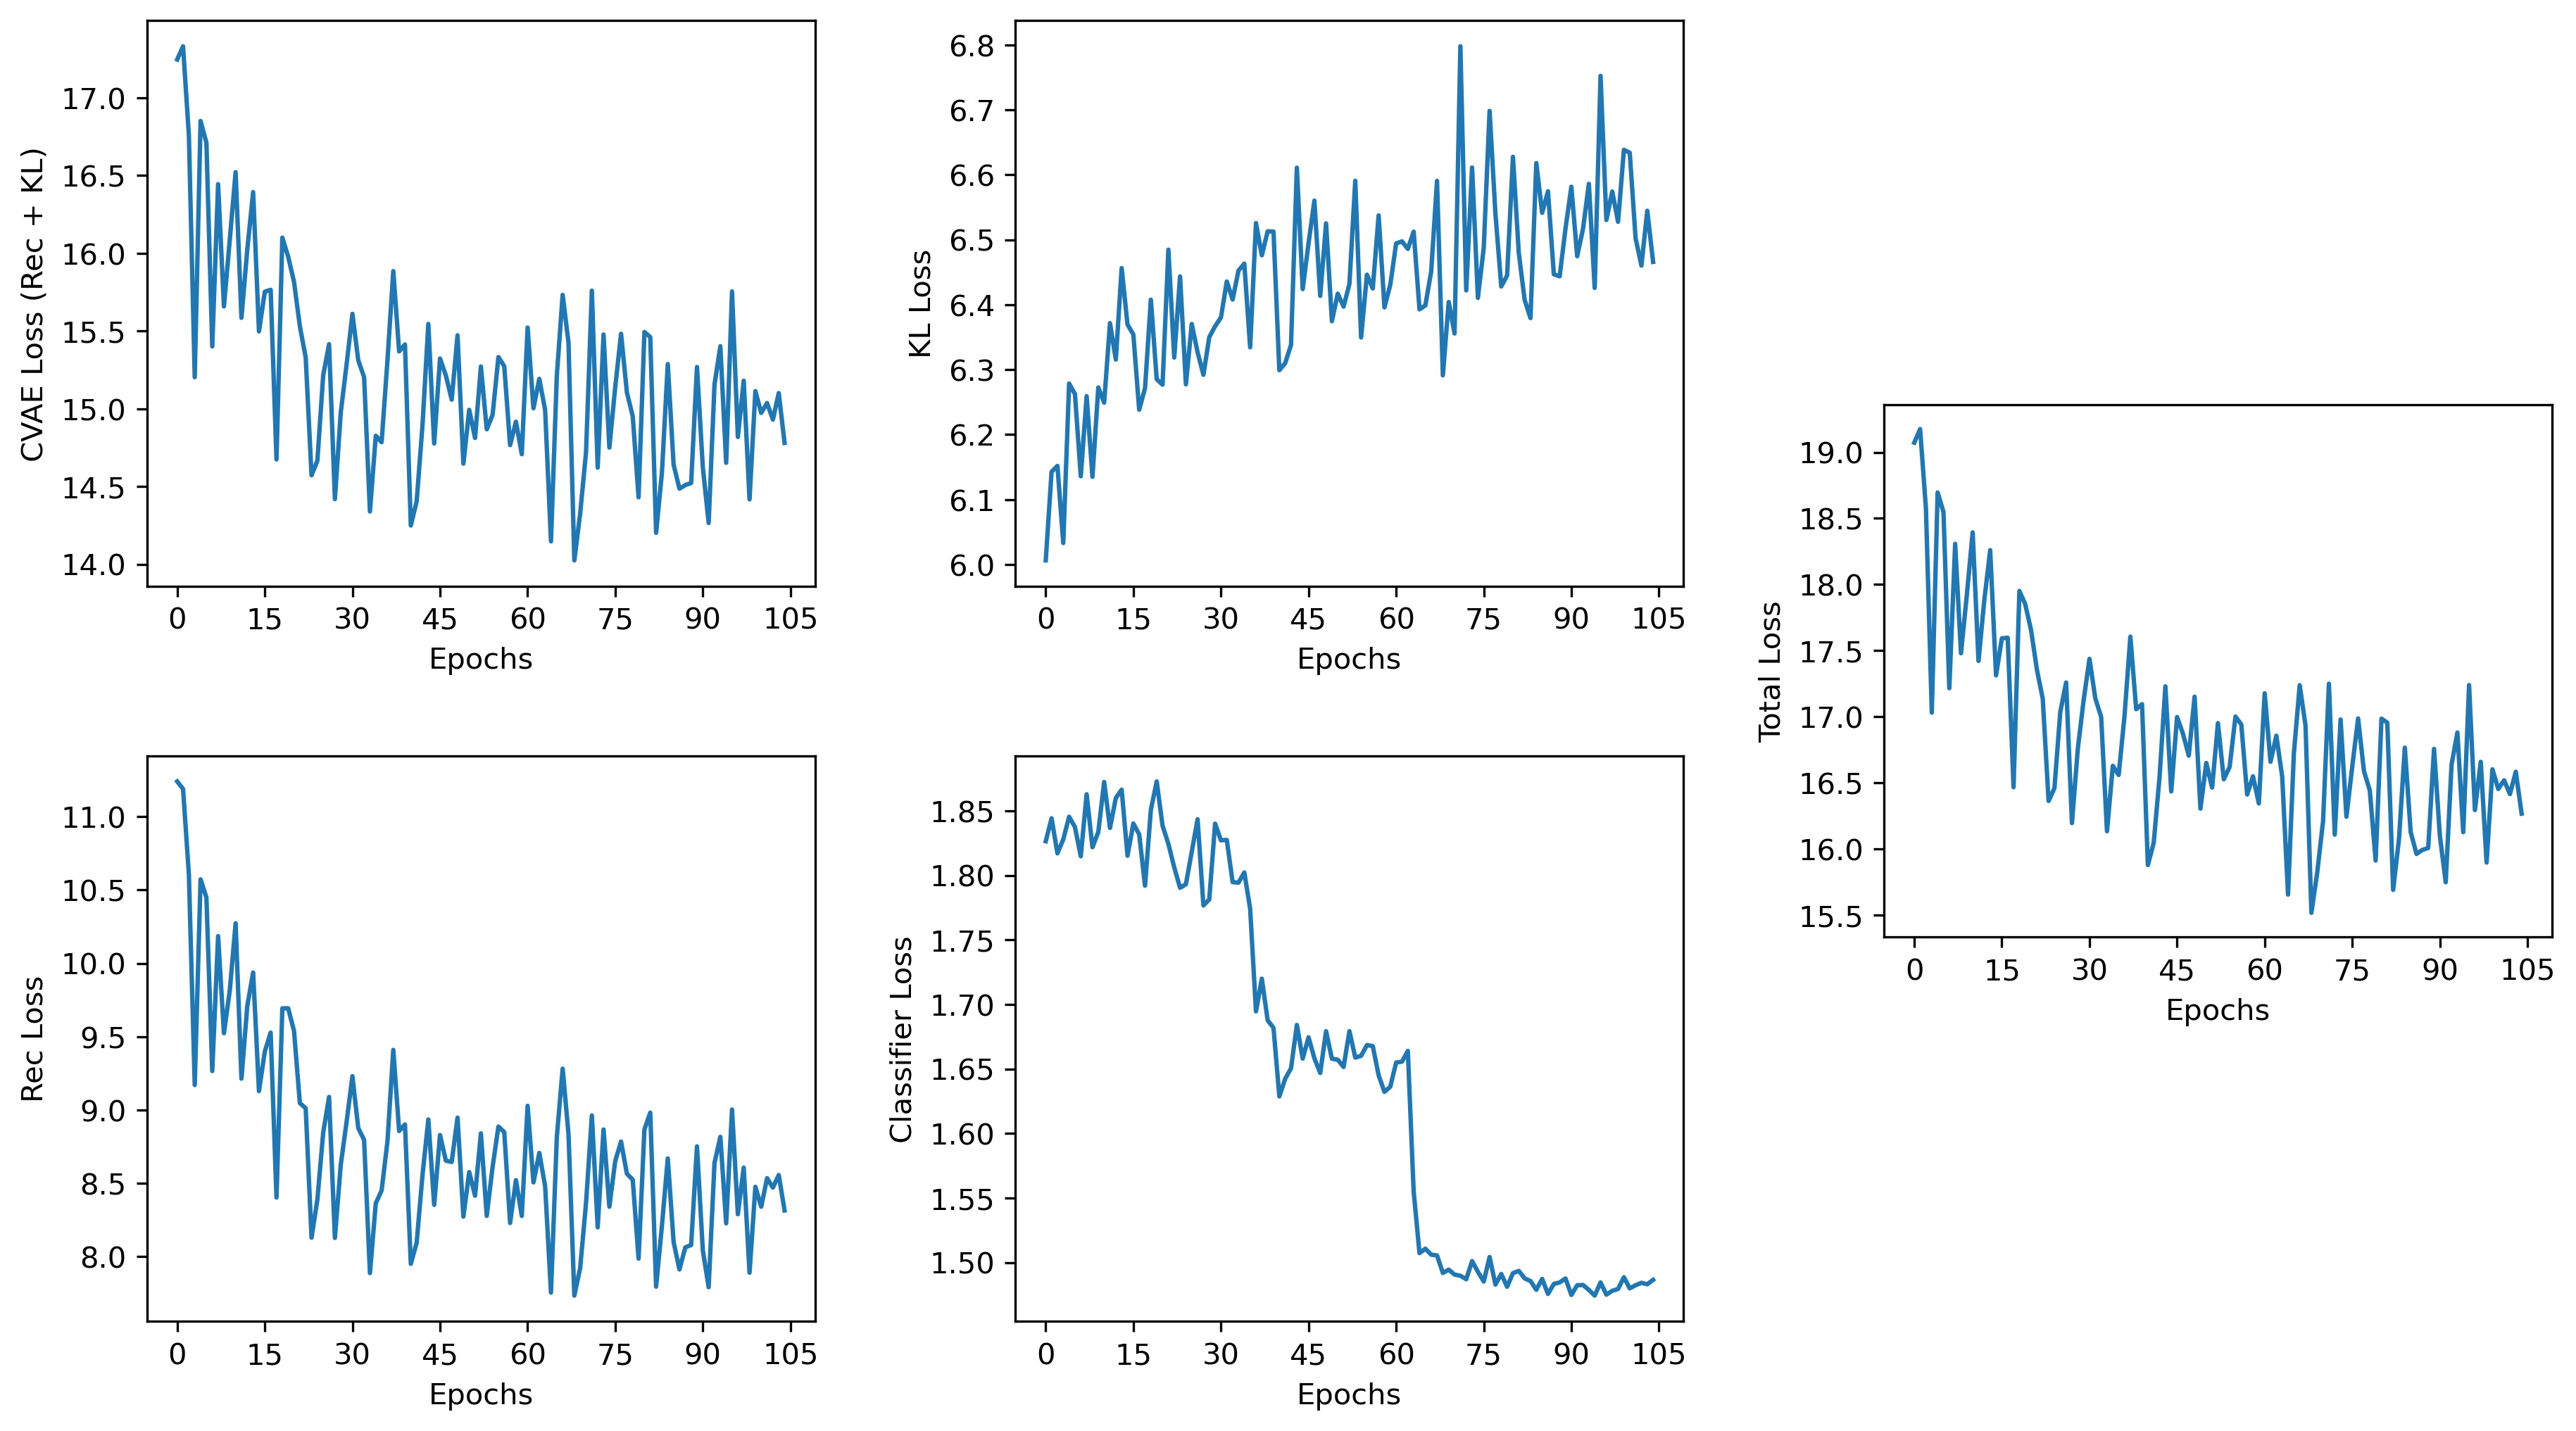 CVAE Loss (Rec + KL)
17.0
16.5
16.0
15.5
15.0
14.5
14.0
0 15 30 45 60 75 90 105
Epochs
KL Loss
6.8
6.7
6.6
6.5
6.4
6.3
6.2
6.1
6.0
0 15 30 45 60 75 90 105
Epochs
Rec Loss
11.0
10.5
10.0
9.5
9.0
8.5
8.0
0 15 30 45 60 75 90 105
Epochs
Classifier Loss
1.85
1.80
1.75
1.70
1.65
1.60
1.55
1.50
0 15 30 45 60 75 90 105
Epochs
Total Loss
19.0
18.5
18.0
17.5
17.0
16.5
16.0
15.5
0 15 30 45 60 75 90 105
Epochs